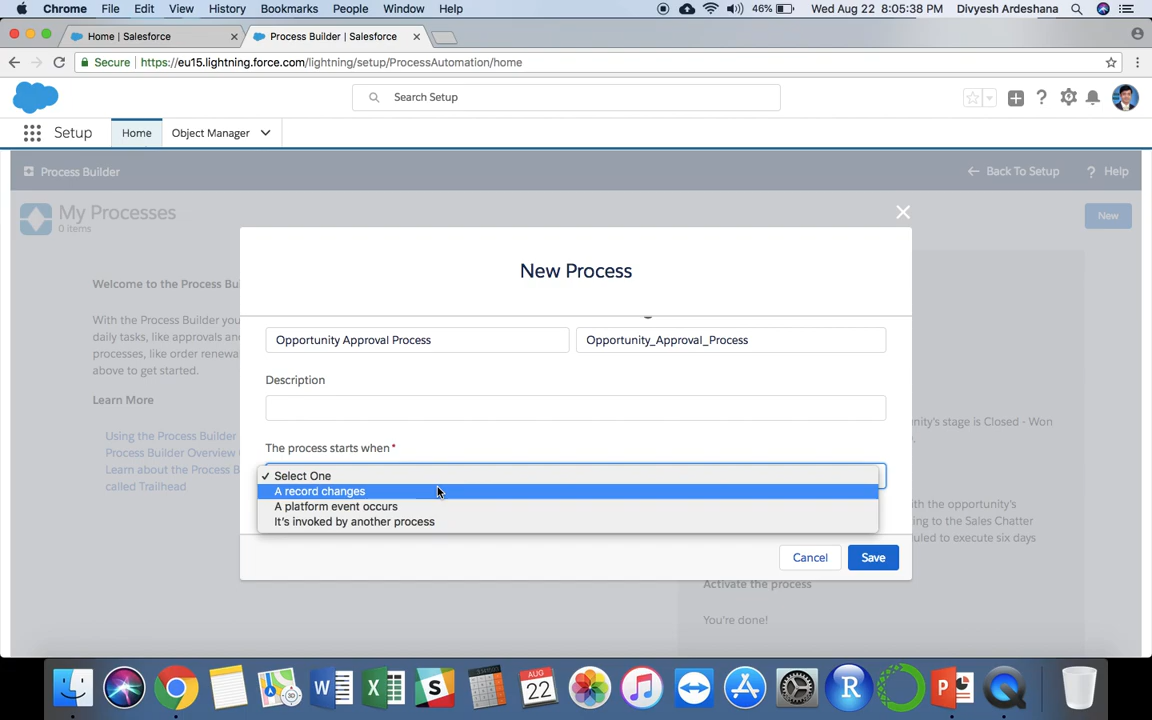 Chrome File Edit View History Bookmarks People Window Help 46% Wed Aug 22 8:05:38 PM Divyesh Ardeshana
Home | Salesforce Process Builder | Salesforce
Secure https://eu15.lightning.force.com/lightning/setup/ProcessAutomation/home
Search Setup
Setup Home Object Manager
Process Builder Back To Setup ? Help
My Processes
0 items
New
New Process
Welcome to the Process Bu
With the Process Builder you
daily tasks, like approvals an
processes, like order renewa
above to get started.
Learn More
Using the Process Builder
Process Builder Overview
Learn about the Process B
called Trailhead
Opportunity Approval Process Opportunity_Approval_Process
Description
The process starts when*
✓ Select One
A record changes
A platform event occurs
It's invoked by another process
Cancel Save
nity's stage is Closed - Won
ith the opportunity's
ing to the Sales Chatter
uled to execute six days
Activate the process
You're done!
AUG
22